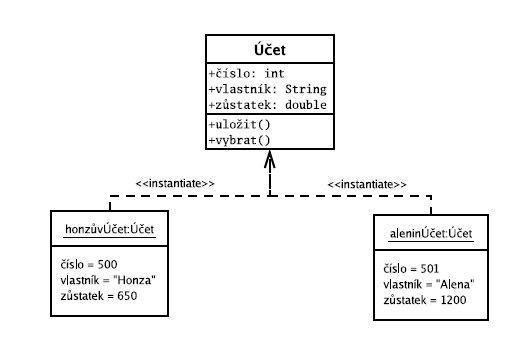 Účet
+číslo: int
+vlastník: String
+zůstatek: double
+uložit()
+vybrat()
<<instantiate>>
<<instantiate>>
honzůvÚčet:Účet
číslo = 500
vlastník = "Honza"
zůstatek = 650
aleninÚčet:Účet
číslo = 501
vlastník = "Alena"
zůstatek = 1200